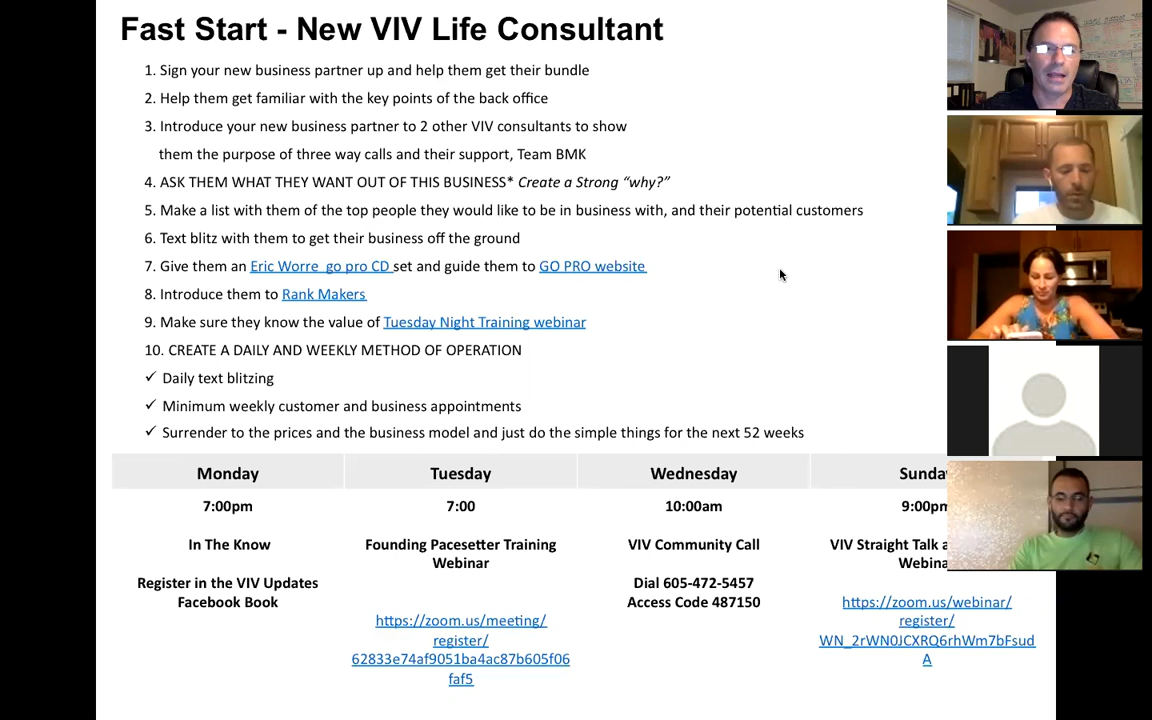 Fast Start - New VIV Life Consultant
1. Sign your new business partner up and help them get their bundle
2. Help them get familiar with the key points of the back office
3. Introduce your new business partner to 2 other VIV consultants to show
them the purpose of three way calls and their support, Team BMK
4. ASK THEM WHAT THEY WANT OUT OF THIS BUSINESS* Create a Strong “why?”
5. Make a list with them of the top people they would like to be in business with, and their potential customers
6. Text blitz with them to get their business off the ground
7. Give them an Eric Worre go pro CD set and guide them to GO PRO website
8. Introduce them to Rank Makers
9. Make sure they know the value of Tuesday Night Training webinar
10. CREATE A DAILY AND WEEKLY METHOD OF OPERATION
✓ Daily text blitzing
✓ Minimum weekly customer and business appointments
✓ Surrender to the prices and the business model and just do the simple things for the next 52 weeks
Monday
7:00pm
In The Know
Register in the VIV Updates
Facebook Book
Tuesday
7:00
Founding Pacesetter Training
Webinar
https://zoom.us/meeting/
register/
62833e74af9051ba4ac87b605f06
faf5
Wednesday
10:00am
VIV Community Call
Dial 605-472-5457
Access Code 487150
Sunda
9:00pm
VIV Straight Talk a
Webina
https://zoom.us/webinar/
register/
WN_2rWN0JCXRQ6rhWm7bFsud
A